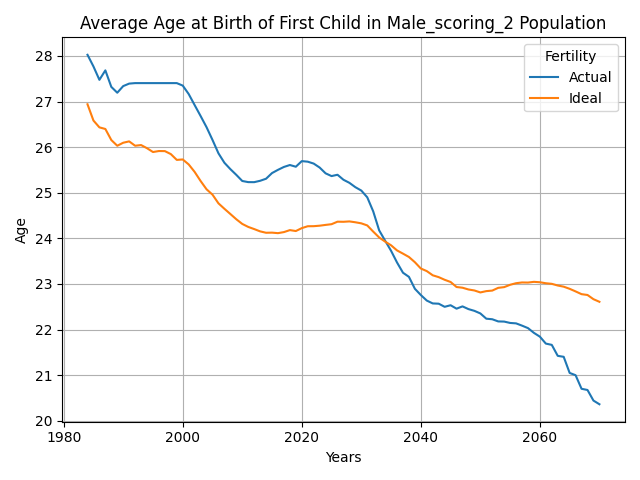 Average Age at Birth of First Child in Male_scoring_2 Population
Fertility
Actual
Ideal
28
27
26
25
24
23
22
21
20
Age
1980
2000
2020
2040
2060
Years